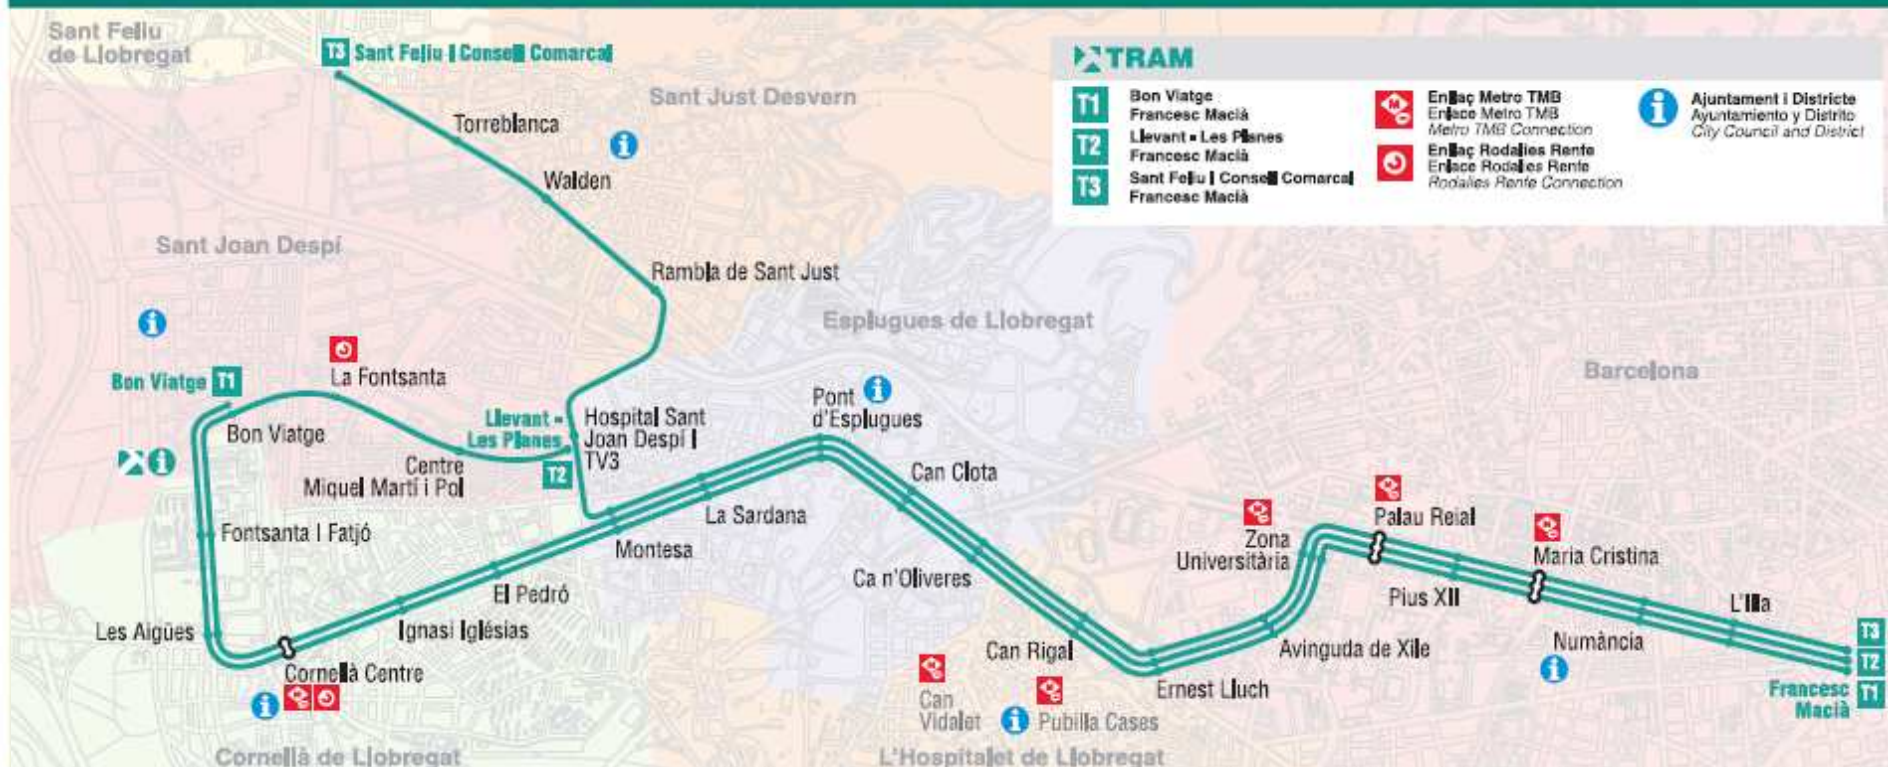 Sant Feliu
de Llobregat
T3 Sant Feliu | Consell Comarcal
Sant Just Desvern
Torreblanca
Walden
Sant Joan Despí
Rambla de Sant Just
TRAM
T1 Bon Viatge
Francesc Macià
T2 Llevant - Les Planes
Francesc Macià
T3 Sant Feliu | Consell Comarcal
Francesc Macià
M
Enllaç Metro TMB
Enlace Metro TMB
Metro TMB Connection
Enllaç Rodalies Renfe
Enlace Rodalies Renfe
Rodalies Renfe Connection
i
Ajuntament i Districte
Ayuntamiento y Distrito
City Council and District
Esplugues de Llobregat
Barcelona
Bon Viatge T1
La Fontsanta
Bon Viatge
Llevant -
Les Planes
T2
Hospital Sant
Joan Despí |
TV3
Centre
Miquel Martí i Pol
Pont
d'Esplugues
Can Clota
La Sardana
Montesa
Fontsanta | Fatjó
El Pedró
Ignasi Iglésias
Les Aigües
Cornellà Centre
Ca n'Oliveres
Can Rigal
Zona
Universitària
Palau Reial
Maria Cristina
Pius XII
L'Illa
Numància
Avinguda de Xile
Ernest Lluch
Can
Vidalet
Pubilla Cases
T3
T2
Francesc
Macià
T1
Cornellà de Llobregat
L'Hospitalet de Llobregat